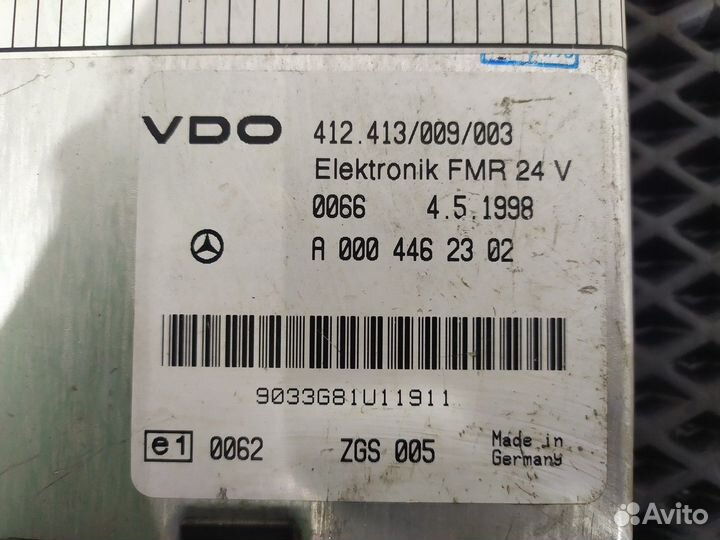 VDO 412.413/009/003
Elektronik FMR 24 V
0066 4.5.1998
A 000 446 23 02
9033G81U11911
e1 0062 ZGS 005 Made in
Germany
Avito